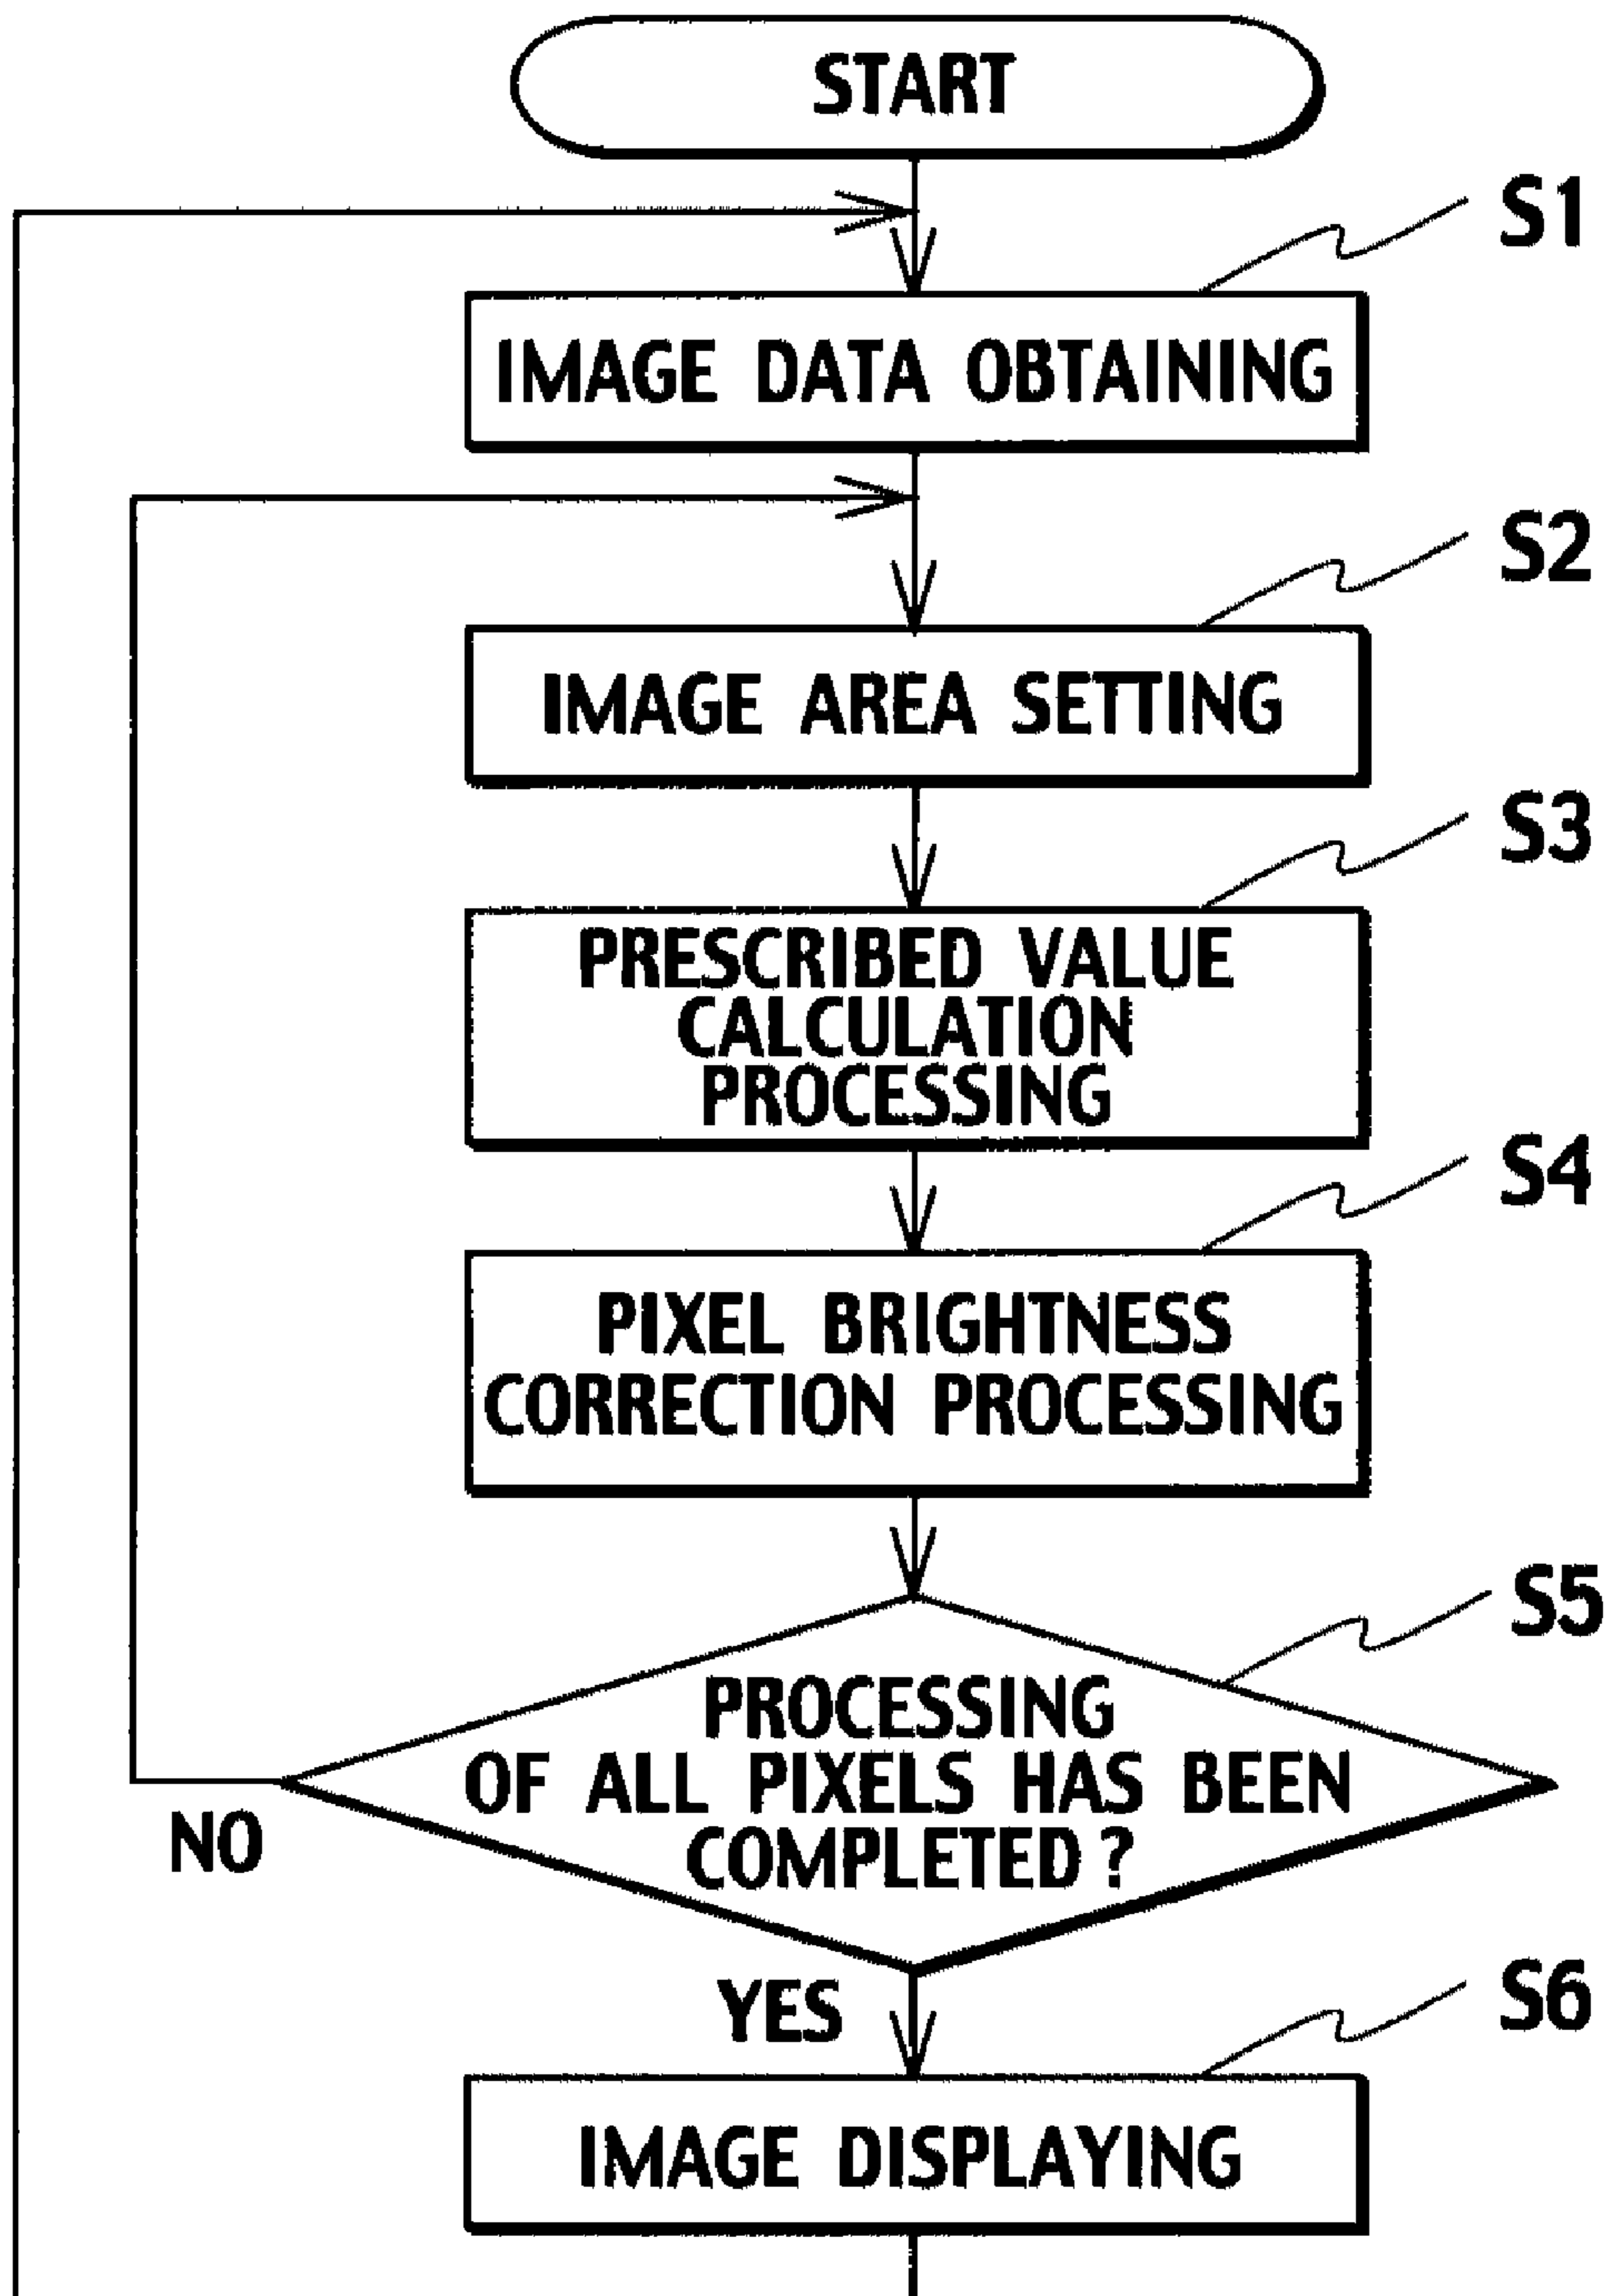 START
S1
IMAGE DATA OBTAINING
S2
IMAGE AREA SETTING
S3
PRESCRIBED VALUE
CALCULATION
PROCESSING
S4
PIXEL BRIGHTNESS
CORRECTION PROCESSING
S5
PROCESSING
OF ALL PIXELS HAS BEEN
COMPLETED ?
NO
YES
S6
IMAGE DISPLAYING